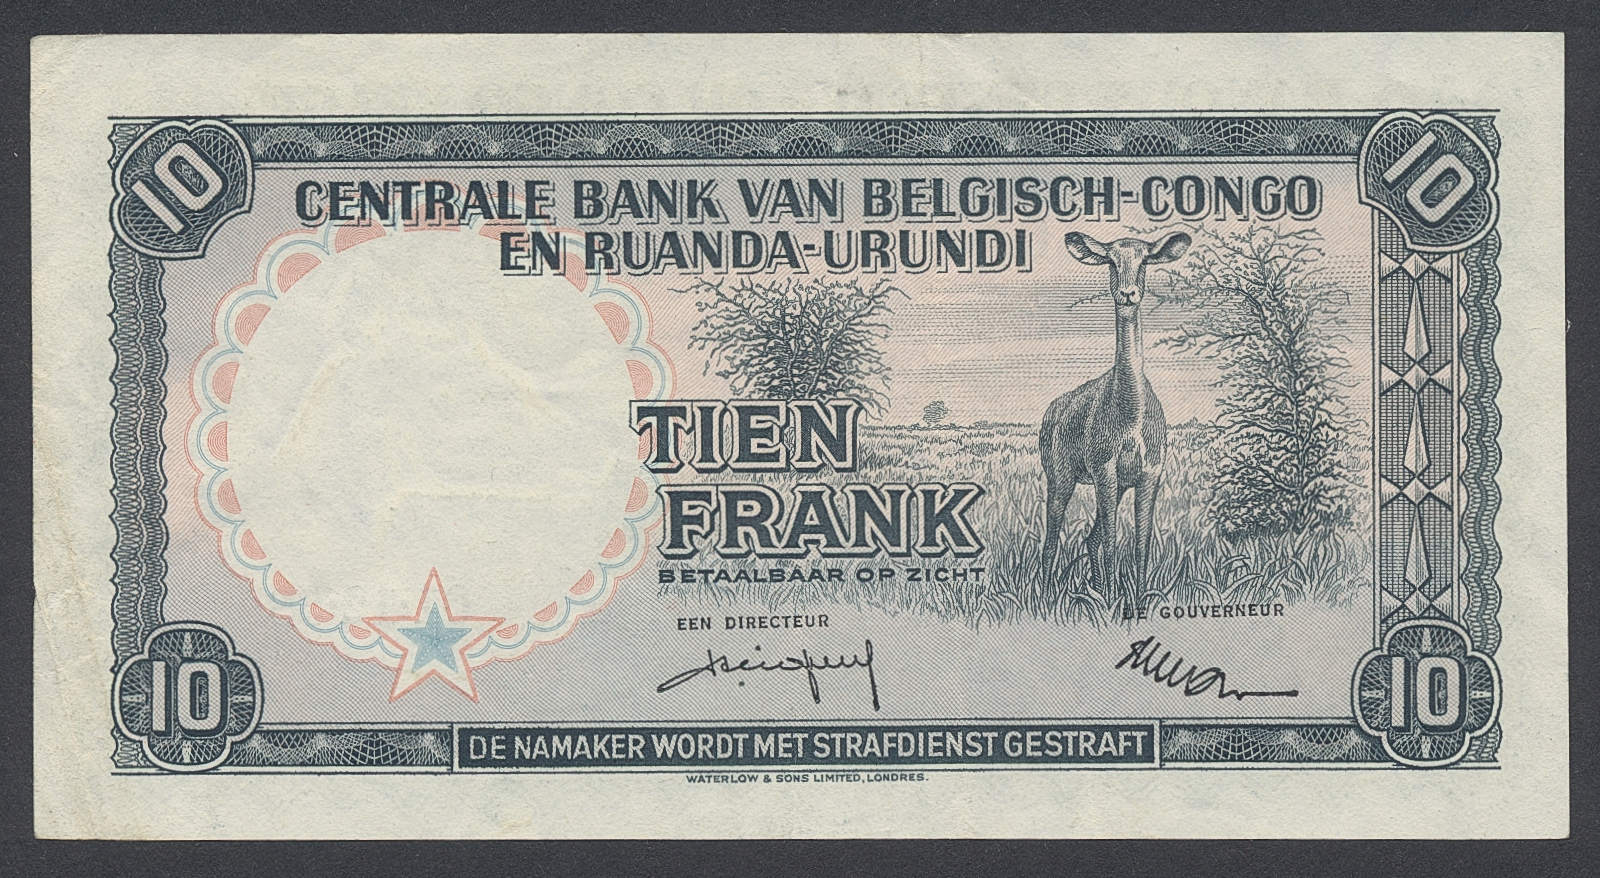 10
10
CENTRALE BANK VAN BELGISCH-CONGO
EN RUANDA-URUNDI
TIEN
FRANK
BETAALBAAR OP ZICHT
EEN DIRECTEUR
DE GOUVERNEUR
10
10
DE NAMAKER WORDT MET STRAFDIENST GESTRAFT
WATERLOW & SONS LIMITED, LONDRES.